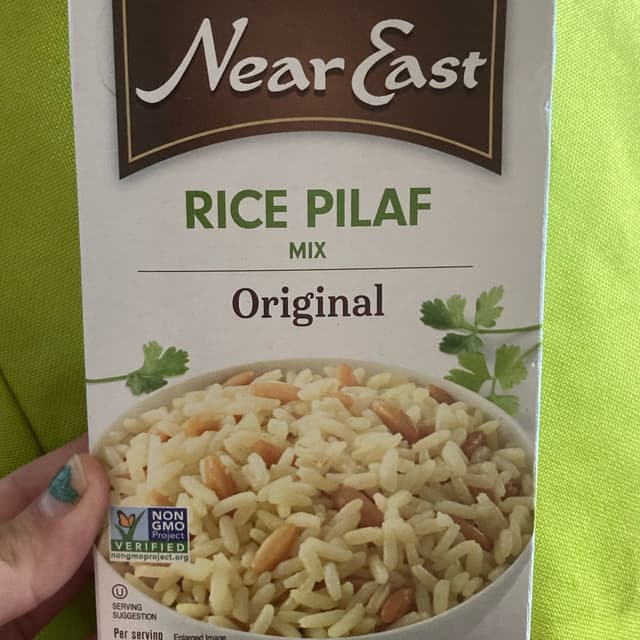 Near East
RICE PILAF
MIX
Original
NON
GMO
Project
VERIFIED
nongmoproject.org
U
SERVING
SUGGESTION
Per serving Enlarged Image